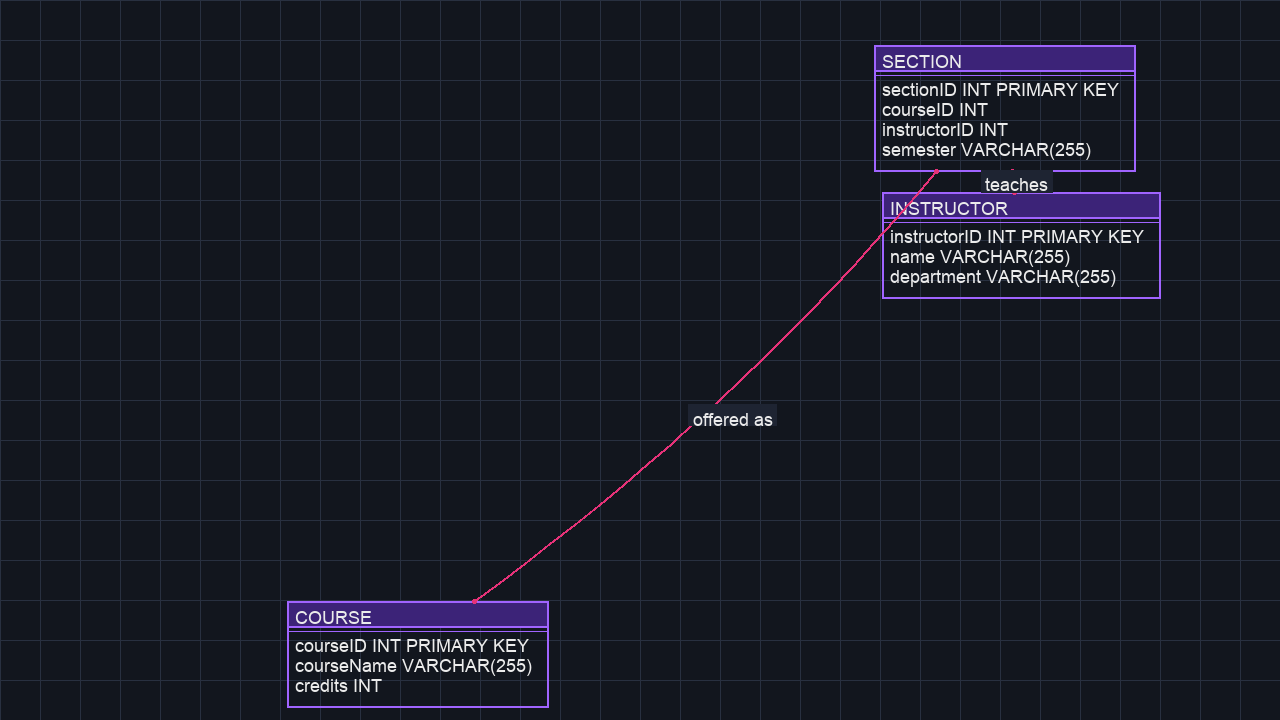 SECTION
sectionID INT PRIMARY KEY
courseID INT
instructorID INT
semester VARCHAR(255)
teaches
INSTRUCTOR
instructorID INT PRIMARY KEY
name VARCHAR(255)
department VARCHAR(255)
offered as
COURSE
courseID INT PRIMARY KEY
courseName VARCHAR(255)
credits INT